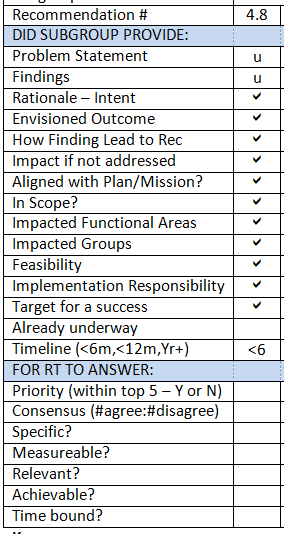 Recommendation # 4.8
DID SUBGROUP PROVIDE:
Problem Statement u
Findings u
Rationale – Intent ✓
Envisioned Outcome ✓
How Finding Lead to Rec ✓
Impact if not addressed ✓
Aligned with Plan/Mission? ✓
In Scope? ✓
Impacted Functional Areas ✓
Impacted Groups ✓
Feasibility ✓
Implementation Responsibility ✓
Target for a success ✓
Already underway
Timeline (<6m,<12m,Yr+) <6
FOR RT TO ANSWER:
Priority (within top 5 – Y or N)
Consensus (#agree:#disagree)
Specific?
Measureable?
Relevant?
Achievable?
Time bound?